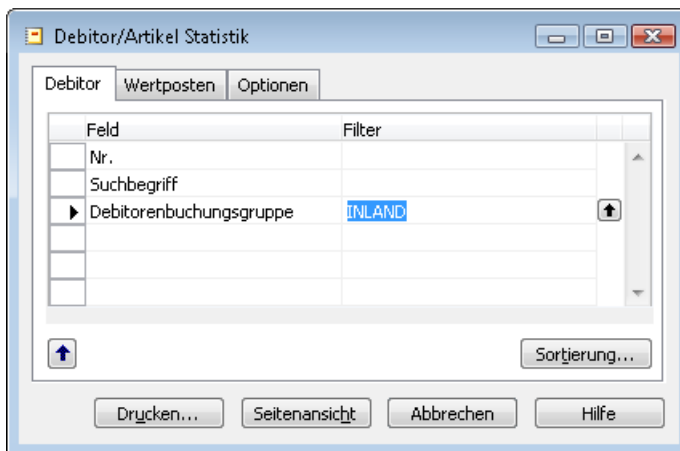 Debitor/Artikel Statistik
Debitor Wertposten Optionen
Feld Filter
Nr.
Suchbegriff
Debitorenbuchungsgruppe INLAND
Sortierung...
Drucken... Seitenansicht Abbrechen Hilfe